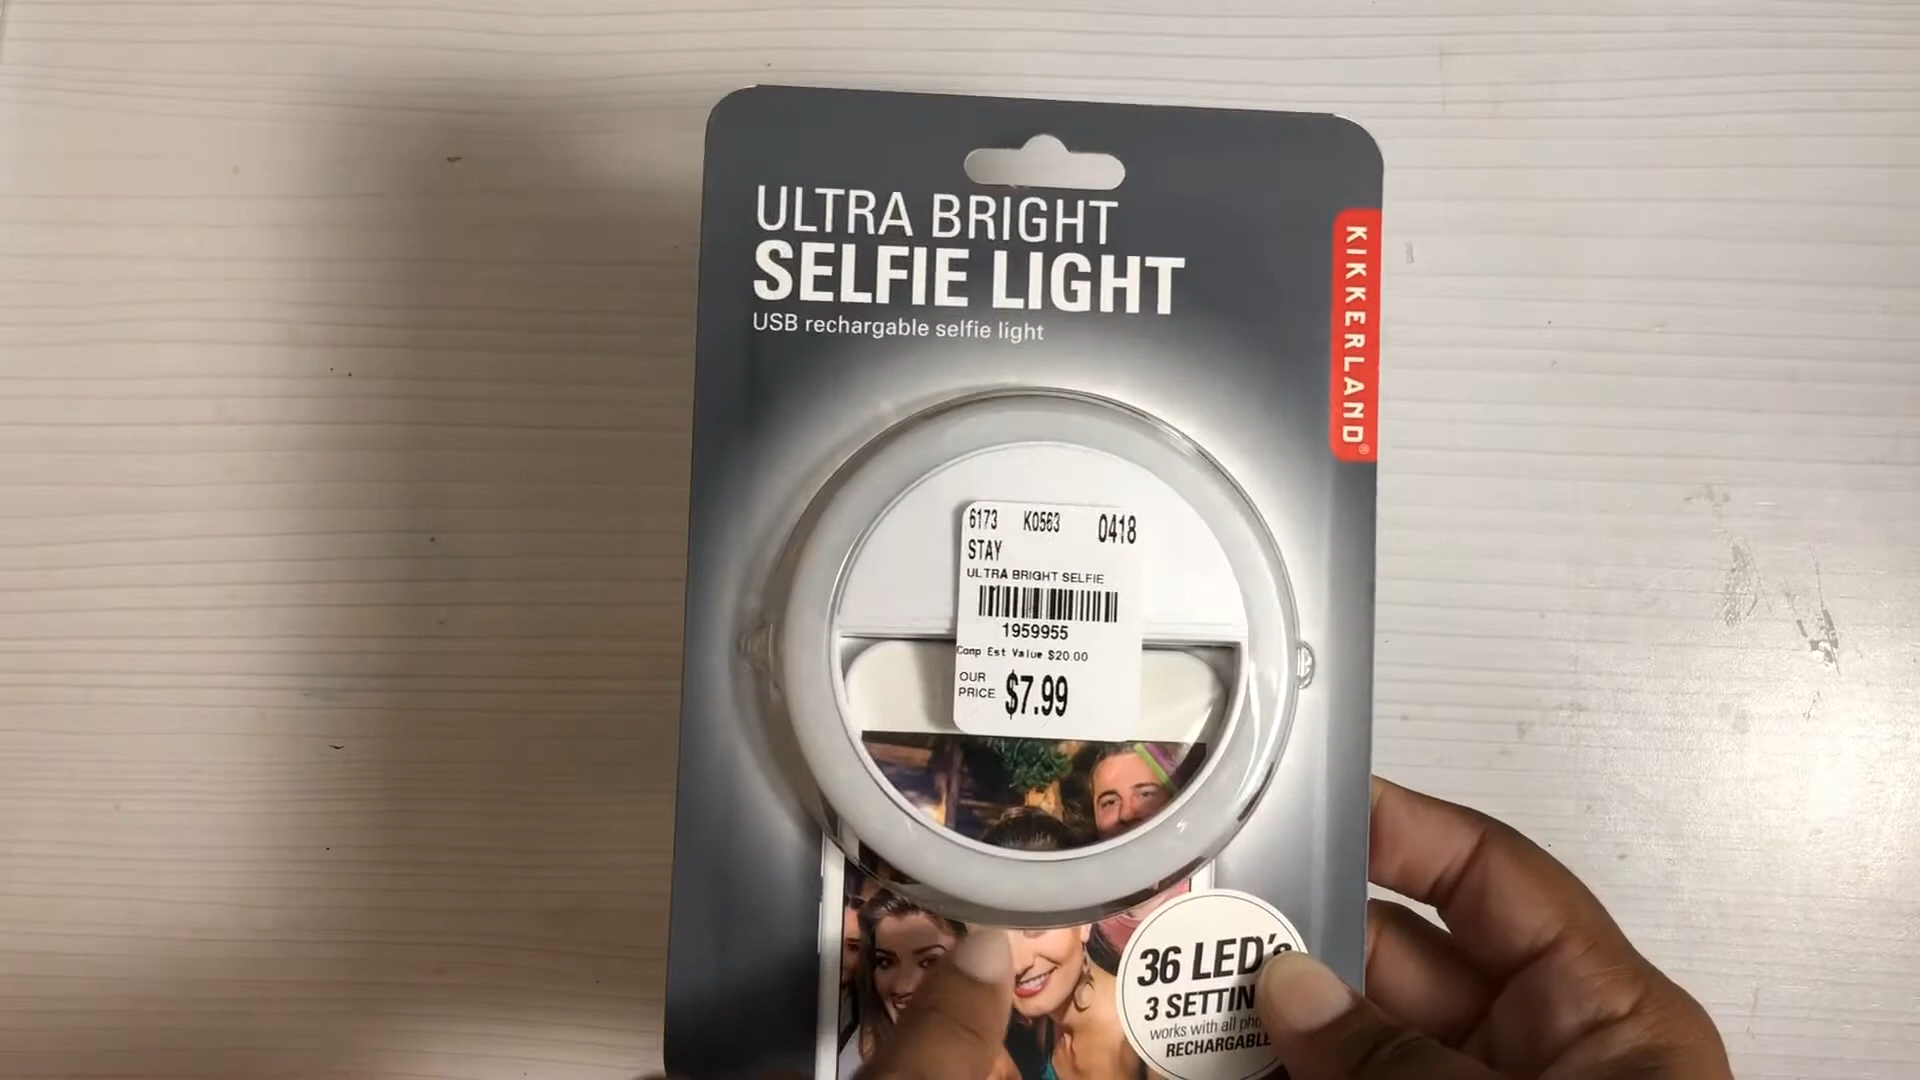 ULTRA BRIGHT
SELFIE LIGHT
USB rechargable selfie light
KIKKERLAND®
6173 K0563 0418
STAY
ULTRA BRIGHT SELFIE
1959955
Comp Est Value $20.00
OUR PRICE $7.99
36 LED's
3 SETTIN
works with all pho
RECHARGABLE